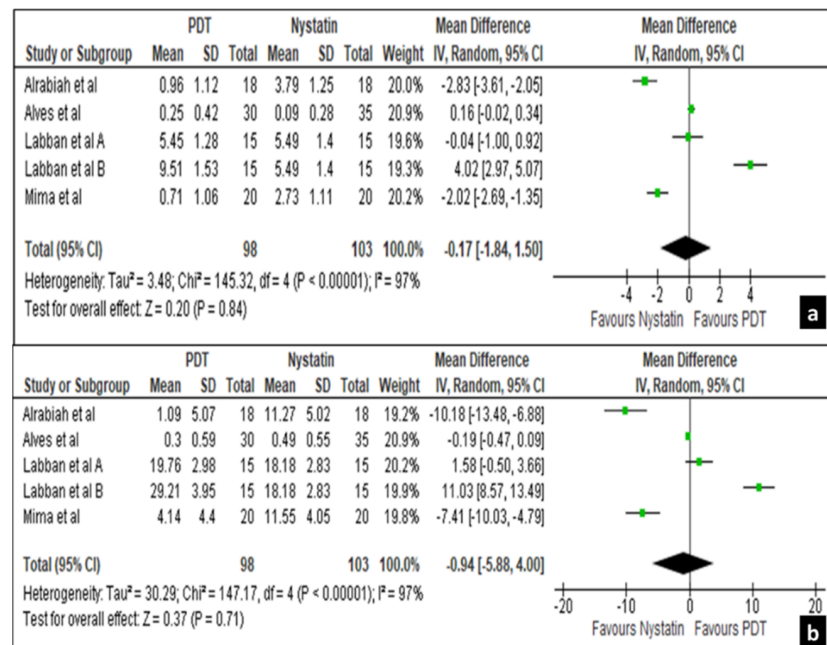 PDT Nystatin Mean Difference Mean Difference
Study or Subgroup Mean SD Total Mean SD Total Weight IV, Random, 95% CI IV, Random, 95% CI
Alrabiah et al 0.96 1.12 18 3.79 1.25 18 20.0% -2.83 [-3.61, -2.05]
Alves et al 0.25 0.42 30 0.09 0.28 35 20.9% 0.16 [-0.02, 0.34]
Labban et al A 5.45 1.28 15 5.49 1.4 15 19.6% -0.04 [-1.00, 0.92]
Labban et al B 9.51 1.53 15 5.49 1.4 15 19.3% 4.02 [2.97, 5.07]
Mima et al 0.71 1.06 20 2.73 1.11 20 20.2% -2.02 [-2.69, -1.35]
Total (95% CI) 98 103 100.0% -0.17 [-1.84, 1.50]
Heterogeneity: Tau² = 3.48; Chi² = 145.32, df = 4 (P < 0.00001); I² = 97%
Test for overall effect: Z = 0.20 (P = 0.84)
-4 -2 0 2 4
Favours Nystatin Favours PDT
a
PDT Nystatin Mean Difference Mean Difference
Study or Subgroup Mean SD Total Mean SD Total Weight IV, Random, 95% CI IV, Random, 95% CI
Alrabiah et al 1.09 5.07 18 11.27 5.02 18 19.2% -10.18 [-13.48, -6.88]
Alves et al 0.3 0.59 30 0.49 0.55 35 20.9% -0.19 [-0.47, 0.09]
Labban et al A 19.76 2.98 15 18.18 2.83 15 20.2% 1.58 [-0.50, 3.66]
Labban et al B 29.21 3.95 15 18.18 2.83 15 19.9% 11.03 [8.57, 13.49]
Mima et al 4.14 4.4 20 11.55 4.05 20 19.8% -7.41 [-10.03, -4.79]
Total (95% CI) 98 103 100.0% -0.94 [-5.88, 4.00]
Heterogeneity: Tau² = 30.29; Chi² = 147.17, df = 4 (P < 0.00001); I² = 97%
Test for overall effect: Z = 0.37 (P = 0.71)
-20 -10 0 10 20
Favours Nystatin Favours PDT
b